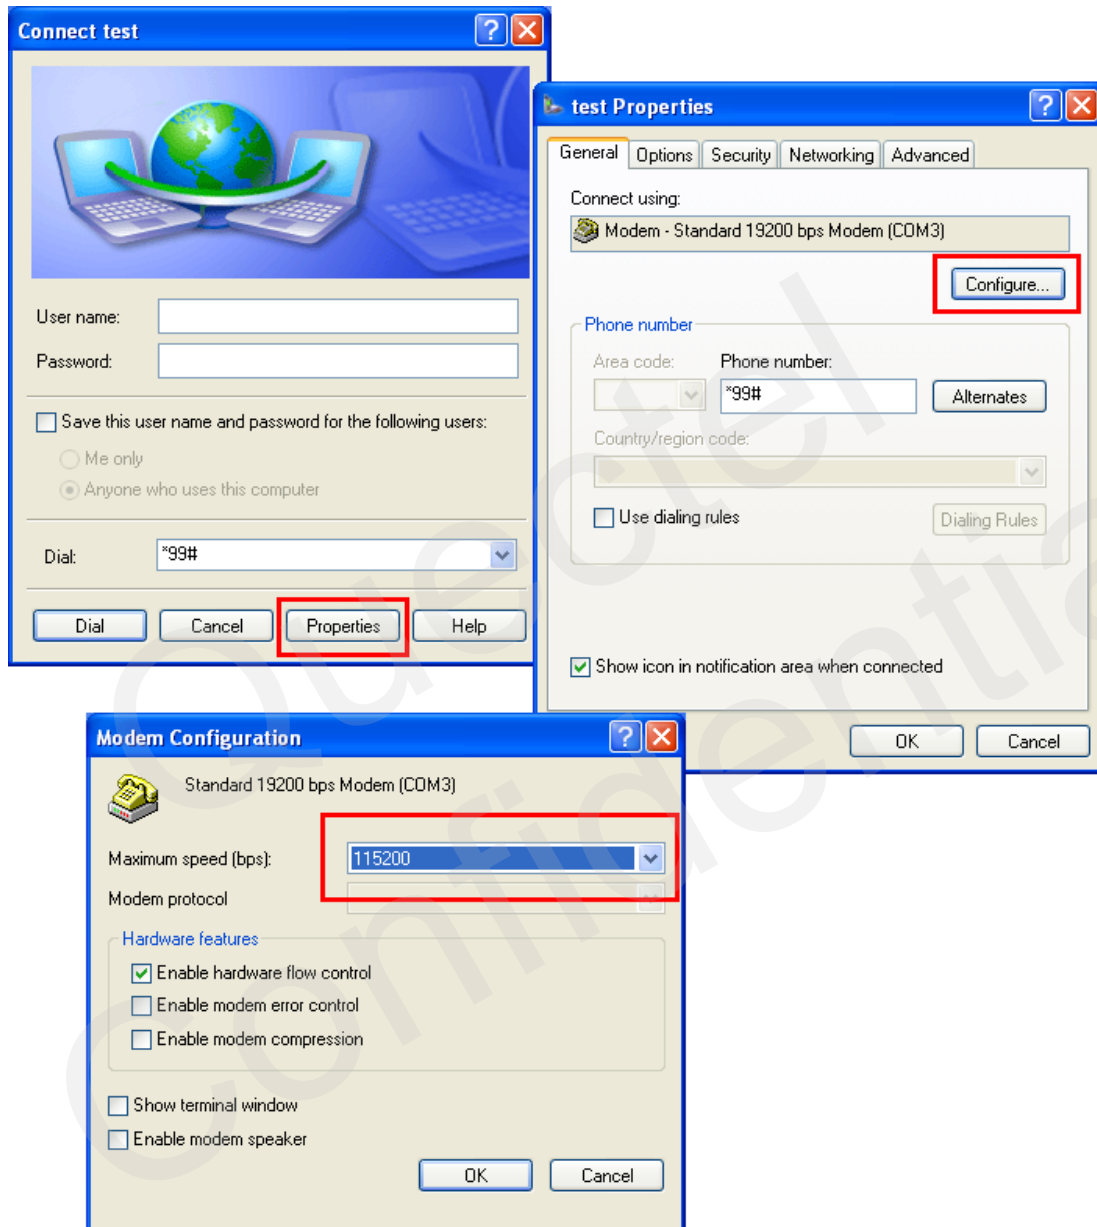 Connect test
User name:
Password:
Save this user name and password for the following users:
Me only
Anyone who uses this computer
Dial:
*99#
Dial
Cancel
Properties
Help
test Properties
General
Options
Security
Networking
Advanced
Connect using:
Modem - Standard 19200 bps Modem (COM3)
Configure...
Phone number
Area code:
Phone number:
*99#
Alternates
Country/region code:
Use dialing rules
Dialing Rules
Show icon in notification area when connected
OK
Cancel
Modem Configuration
Standard 19200 bps Modem (COM3)
Maximum speed (bps):
115200
Modem protocol
Hardware features
Enable hardware flow control
Enable modem error control
Enable modem compression
Show terminal window
Enable modem speaker
OK
Cancel
Quectel
Confidential